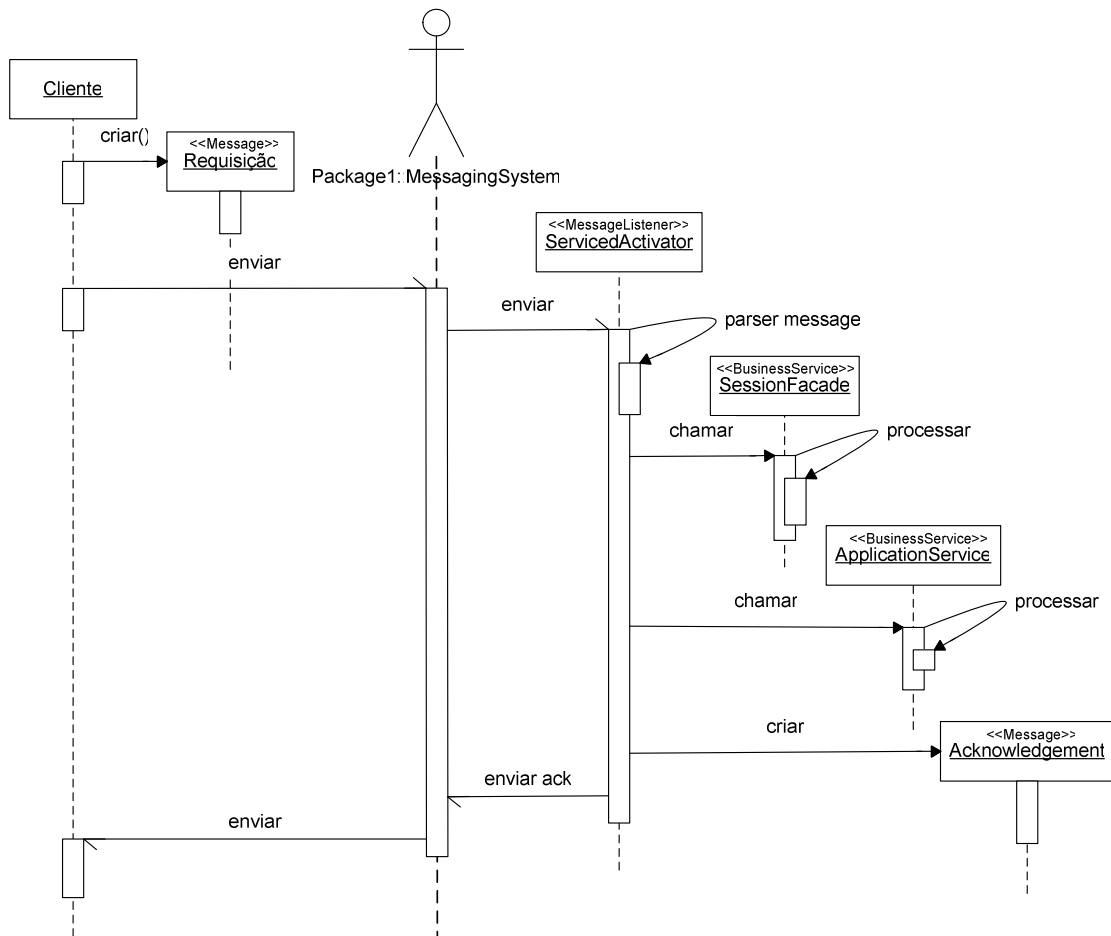 Cliente
criar()
<<Message>>
Requisição
Package1::MessagingSystem
<<MessageListener>>
ServicedActivator
enviar
enviar
parser message
<<BusinessService>>
SessionFacade
chamar
processar
<<BusinessService>>
ApplicationService
chamar
processar
criar
<<Message>>
Acknowledgement
enviar ack
enviar